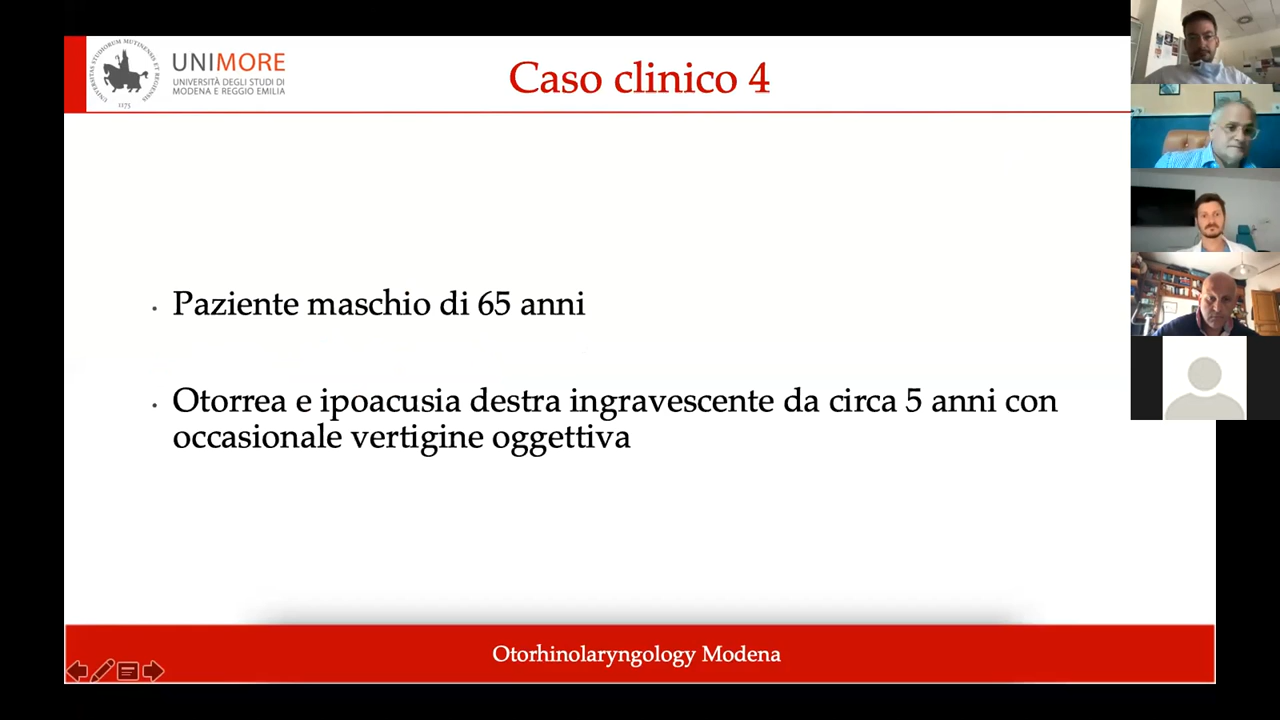 UNIMORE
UNIVERSITÀ DEGLI STUDI DI
MODENA E REGGIO EMILIA
1175
Caso clinico 4
Paziente maschio di 65 anni
Otorrea e ipoacusia destra ingravescente da circa 5 anni con
occasionale vertigine oggettiva
Otorhinolaryngology Modena